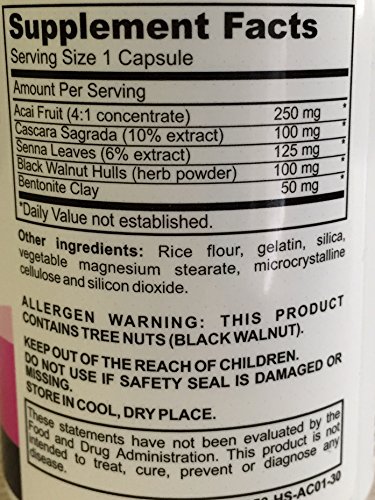 Supplement Facts
Serving Size 1 Capsule
Amount Per Serving
Acai Fruit (4:1 concentrate) 250 mg *
Cascara Sagrada (10% extract) 100 mg *
Senna Leaves (6% extract) 125 mg *
Black Walnut Hulls (herb powder) 100 mg *
Bentonite Clay 50 mg *
*Daily Value not established.
Other ingredients: Rice flour, gelatin, silica,
vegetable magnesium stearate, microcrystalline
cellulose and silicon dioxide.
ALLERGEN WARNING: THIS PRODUCT
CONTAINS TREE NUTS (BLACK WALNUT).
KEEP OUT OF THE REACH OF CHILDREN.
DO NOT USE IF SAFETY SEAL IS DAMAGED OR
MISSING.
STORE IN COOL, DRY PLACE.
These statements have not been evaluated by the
Food and Drug Administration. This product is not
intended to treat, cure, prevent or diagnose any
disease.
HS-AC01-30